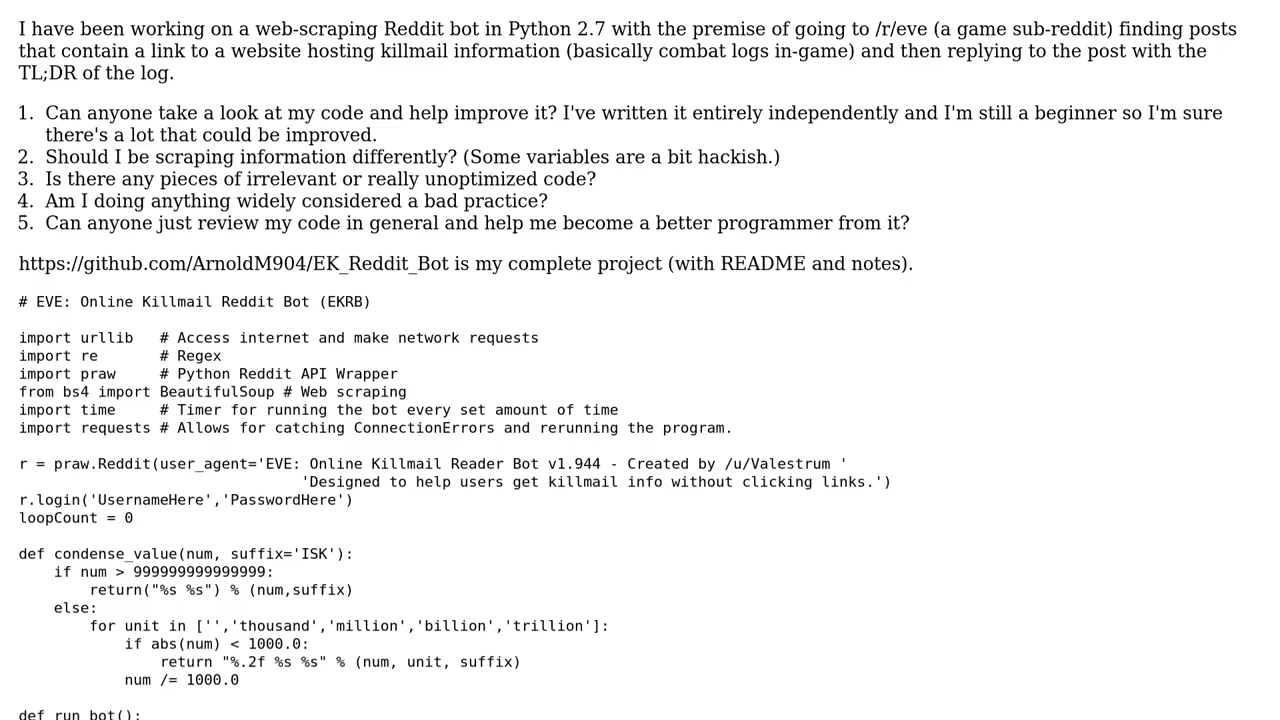 I have been working on a web-scraping Reddit bot in Python 2.7 with the premise of going to /r/eve (a game sub-reddit) finding posts
that contain a link to a website hosting killmail information (basically combat logs in-game) and then replying to the post with the
TL;DR of the log.
1. Can anyone take a look at my code and help improve it? I've written it entirely independently and I'm still a beginner so I'm sure
there's a lot that could be improved.
2. Should I be scraping information differently? (Some variables are a bit hackish.)
3. Is there any pieces of irrelevant or really unoptimized code?
4. Am I doing anything widely considered a bad practice?
5. Can anyone just review my code in general and help me become a better programmer from it?
https://github.com/ArnoldM904/EK_Reddit_Bot is my complete project (with README and notes).
# EVE: Online Killmail Reddit Bot (EKRB)
import urllib   # Access internet and make network requests
import re       # Regex
import praw     # Python Reddit API Wrapper
from bs4 import BeautifulSoup # Web scraping
import time     # Timer for running the bot every set amount of time
import requests # Allows for catching ConnectionErrors and rerunning the program.
r = praw.Reddit(user_agent='EVE: Online Killmail Reader Bot v1.944 - Created by /u/Valestrum '
                                'Designed to help users get killmail info without clicking links.')
r.login('UsernameHere','PasswordHere')
loopCount = 0
def condense_value(num, suffix='ISK'):
    if num > 999999999999999:
        return("%s %s") % (num,suffix)
    else:
        for unit in ['','thousand','million','billion','trillion']:
            if abs(num) < 1000.0:
                return "%.2f %s %s" % (num, unit, suffix)
            num /= 1000.0
def run_bot():